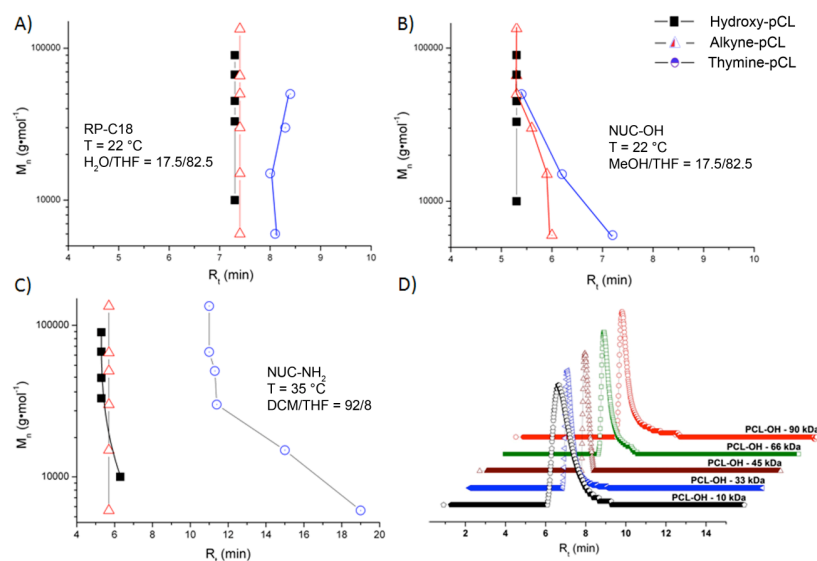 A)
100000
10000
Mn (g•mol-1)
RP-C18
T = 22 °C
H2O/THF = 17.5/82.5
4 5 6 7 8 9 10
Rt (min)
B)
Hydroxy-pCL
Alkyne-pCL
Thymine-pCL
100000
10000
Mn (g•mol-1)
NUC-OH
T = 22 °C
MeOH/THF = 17.5/82.5
4 5 6 7 8 9 10
Rt (min)
C)
100000
10000
Mn (g•mol-1)
NUC-NH2
T = 35 °C
DCM/THF = 92/8
4 6 8 10 12 14 16 18 20
Rt (min)
D)
PCL-OH - 90 kDa
PCL-OH - 66 kDa
PCL-OH - 45 kDa
PCL-OH - 33 kDa
PCL-OH - 10 kDa
2 4 6 8 10 12 14
Rt (min)